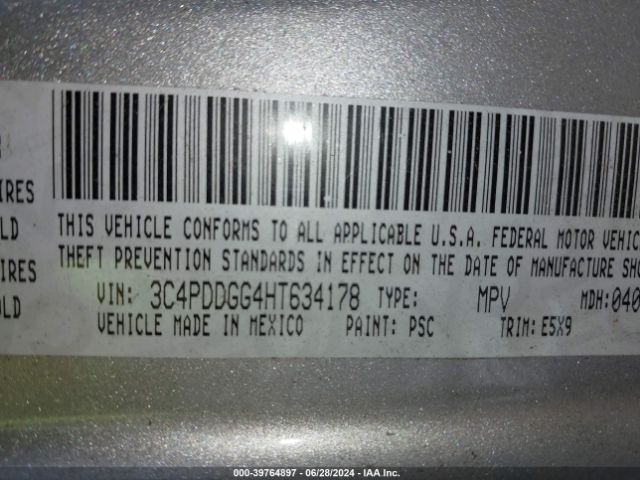 IRES
LD
IRES
OLD
THIS VEHICLE CONFORMS TO ALL APPLICABLE U.S.A. FEDERAL MOTOR VEHIC
THEFT PREVENTION STANDARDS IN EFFECT ON THE DATE OF MANUFACTURE SHO
VIN: 3C4PDDGG4HT634178 TYPE: MPV MDH:040
VEHICLE MADE IN MEXICO PAINT: PSC TRIM: E5X9
000-39764897 - 06/28/2024 - IAA Inc.